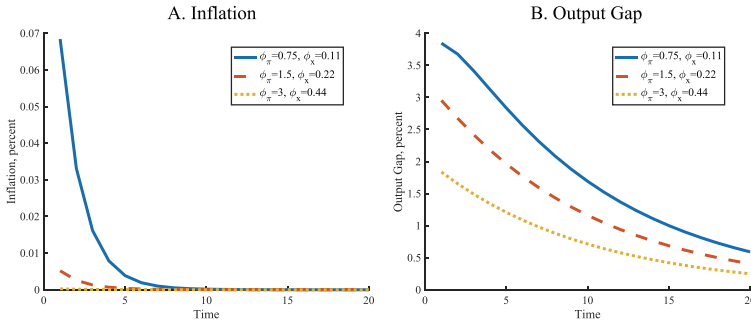 A. Inflation
0.07
0.06
0.05
0.04
0.03
0.02
0.01
0
Inflation, percent
ϕπ=0.75, ϕx=0.11
ϕπ=1.5, ϕx=0.22
ϕπ=3, ϕx=0.44
0 5 10 15 20
Time
B. Output Gap
4
3.5
3
2.5
2
1.5
1
0.5
0
Output Gap, percent
ϕπ=0.75, ϕx=0.11
ϕπ=1.5, ϕx=0.22
ϕπ=3, ϕx=0.44
0 5 10 15 20
Time